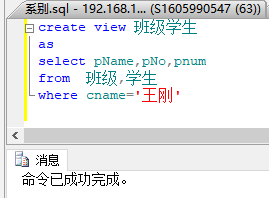 系别.sql - 192.168.1... (S1605990547 (63))
create view 班级学生
as
select pName,pNo,pnum
from 班级,学生
where cname='王刚'
消息
命令已成功完成。